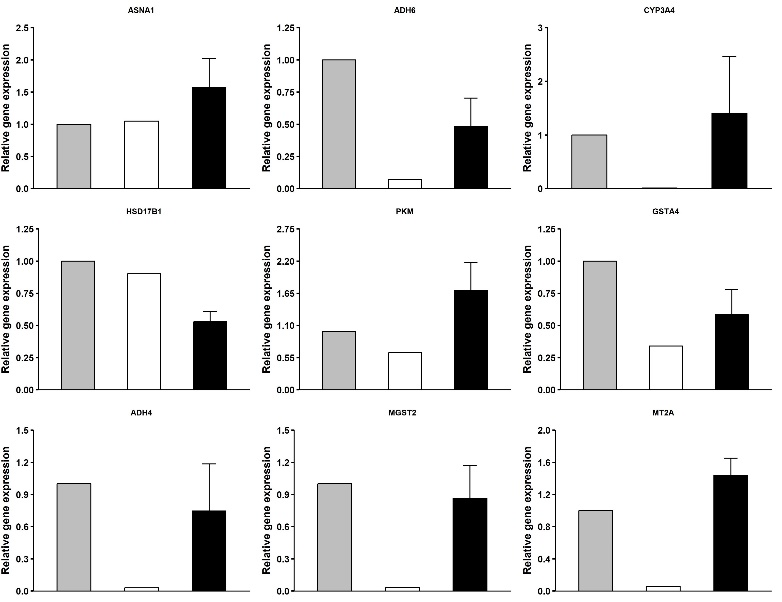 ASNA1
Relative gene expression
2.5
2.0
1.5
1.0
0.5
0.0
ADH6
Relative gene expression
1.25
1.00
0.75
0.50
0.25
0.00
CYP3A4
Relative gene expression
3
2
1
0
HSD17B1
Relative gene expression
1.25
1.00
0.75
0.50
0.25
0.00
PKM
Relative gene expression
2.75
2.20
1.65
1.10
0.55
0.00
GSTA4
Relative gene expression
1.25
1.00
0.75
0.50
0.25
0.00
ADH4
Relative gene expression
1.5
1.2
0.9
0.6
0.3
0.0
MGST2
Relative gene expression
1.5
1.2
0.9
0.6
0.3
0.0
MT2A
Relative gene expression
2.0
1.6
1.2
0.8
0.4
0.0